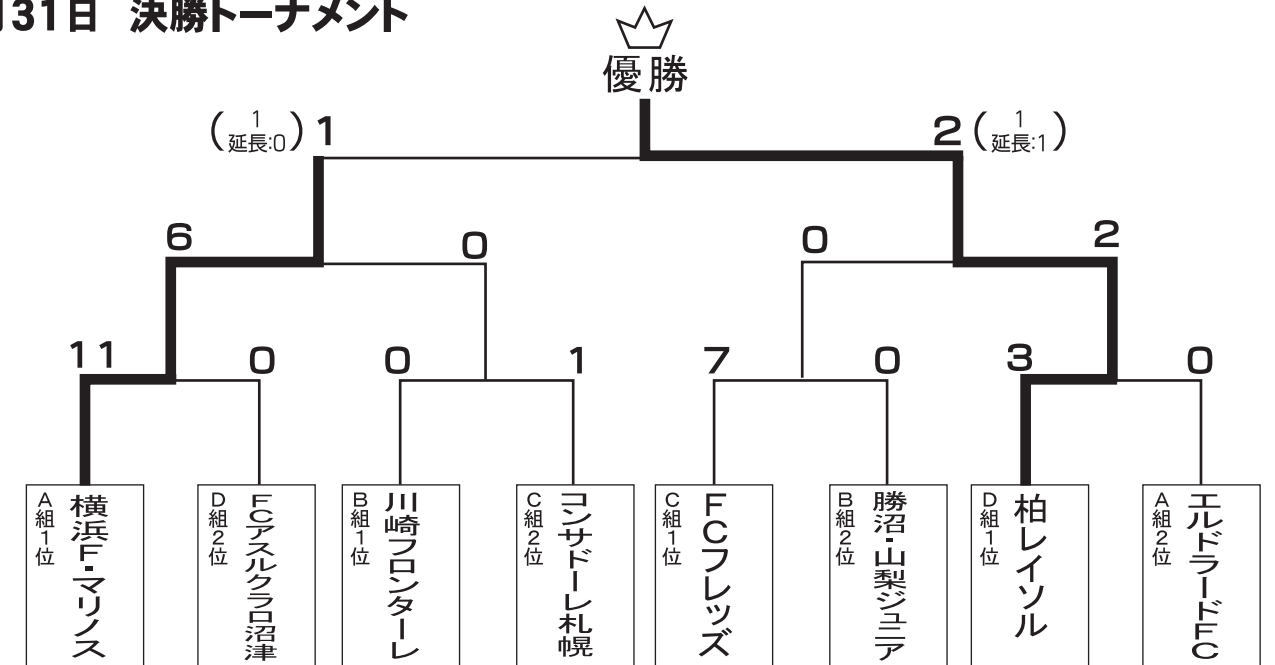 31日 決勝トーナメント
優勝
(1 延長:0) 1
2 (1 延長:1)
6
0
0
2
11
0
0
1
7
0
3
0
A組1位 横浜F・マリノス
D組2位 FCアスルクラロ沼津
B組1位 川崎フロンターレ
C組2位 コンサドーレ札幌
C組1位 FCフレッズ
B組2位 勝沼・山梨ジュニア
D組1位 柏レイソル
A組2位 エルドラードFC